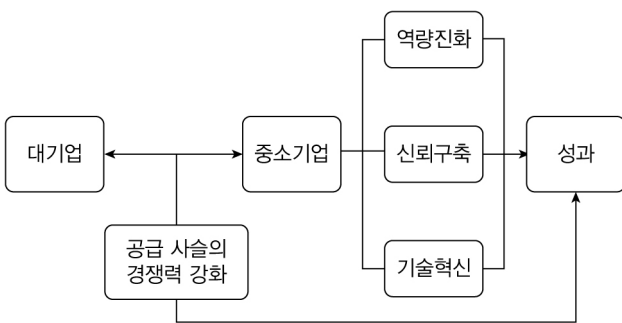 역량진화
대기업
중소기업
신뢰구축
성과
공급 사슬의
경쟁력 강화
기술혁신